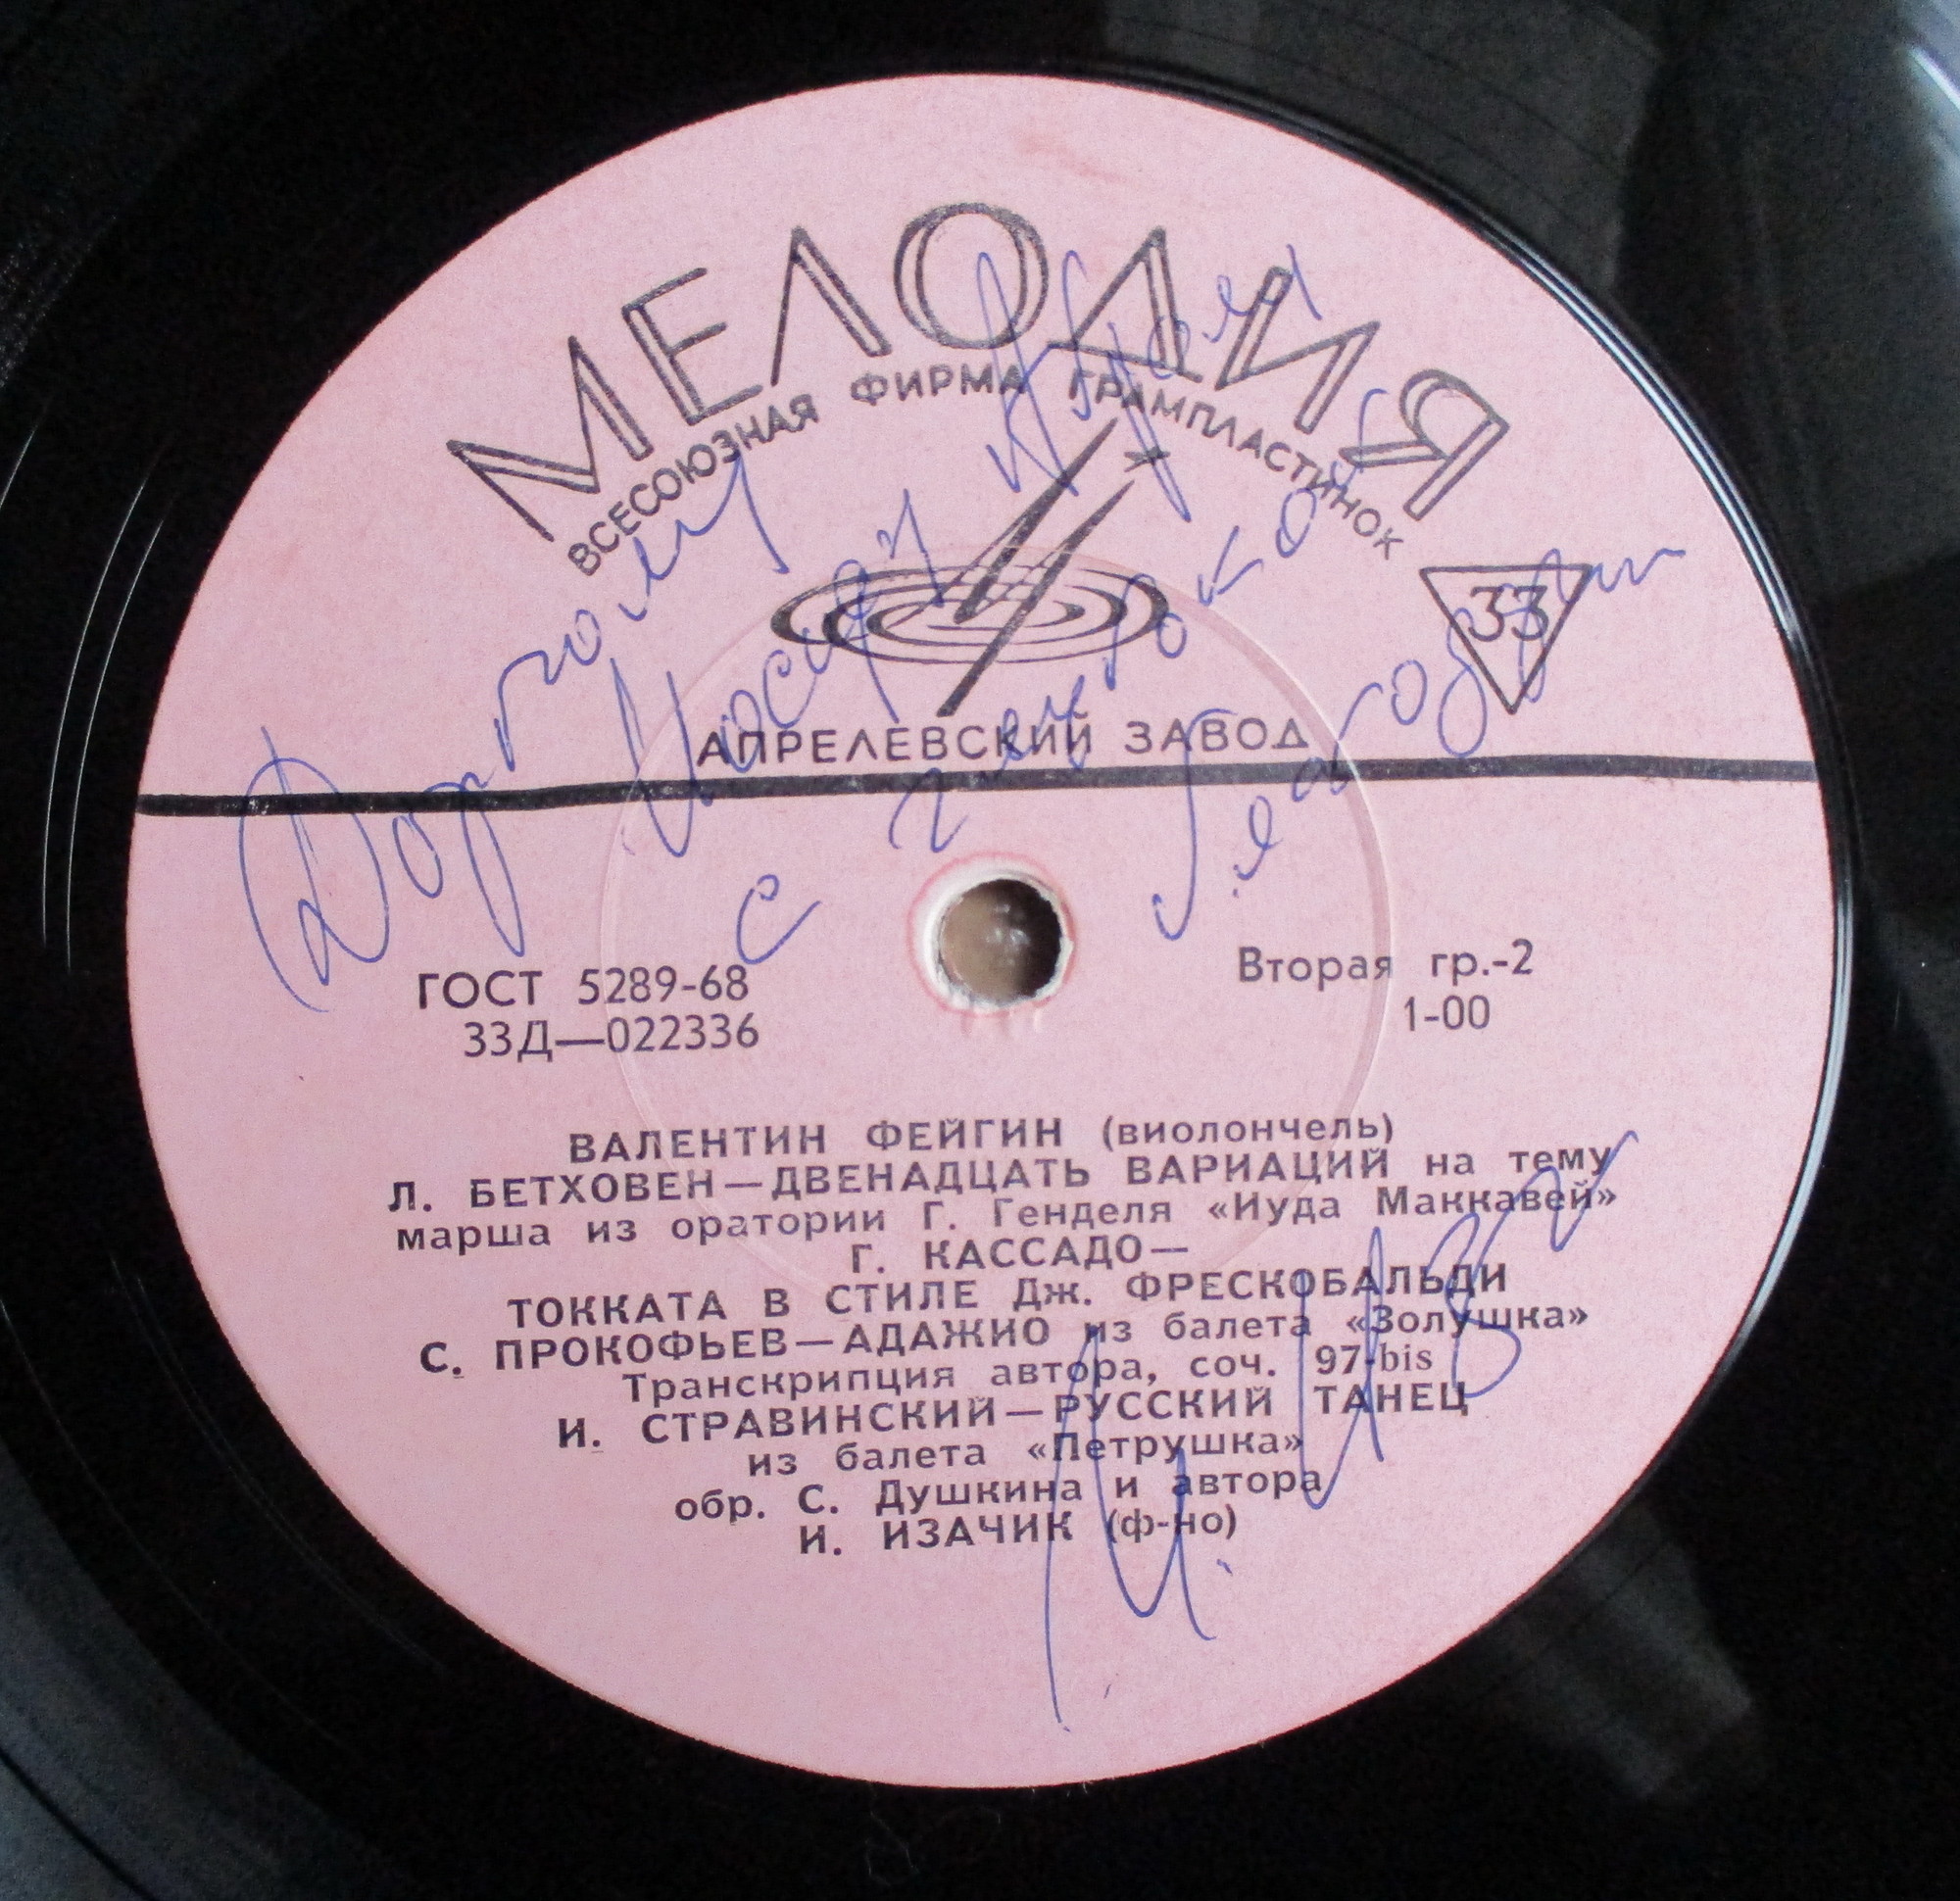 МЕЛОДИЯ
ВСЕСОЮЗНАЯ ФИРМА ГРАМПЛАСТИНОК
33
АПРЕЛЕВСКИЙ ЗАВОД
Дорогому
Иосифу
с глубокой
ГОСТ 5289-68
33Д—022336
Вторая гр.-2
1-00
ВАЛЕНТИН ФЕЙГИН (виолончель)
Л. БЕТХОВЕН—ДВЕНАДЦАТЬ ВАРИАЦИЙ на тему
марша из оратории Г. Генделя «Иуда Маккавей»
Г. КАССАДО—
ТОККАТА В СТИЛЕ Дж. ФРЕСКОБАЛЬДИ
С. ПРОКОФЬЕВ—АДАЖИО из балета «Золушка»
Транскрипция автора, соч. 97-bis
И. СТРАВИНСКИЙ—РУССКИЙ ТАНЕЦ
из балета «Петрушка»
обр. С. Душкина и автора
И. ИЗАЧИК (ф-но)